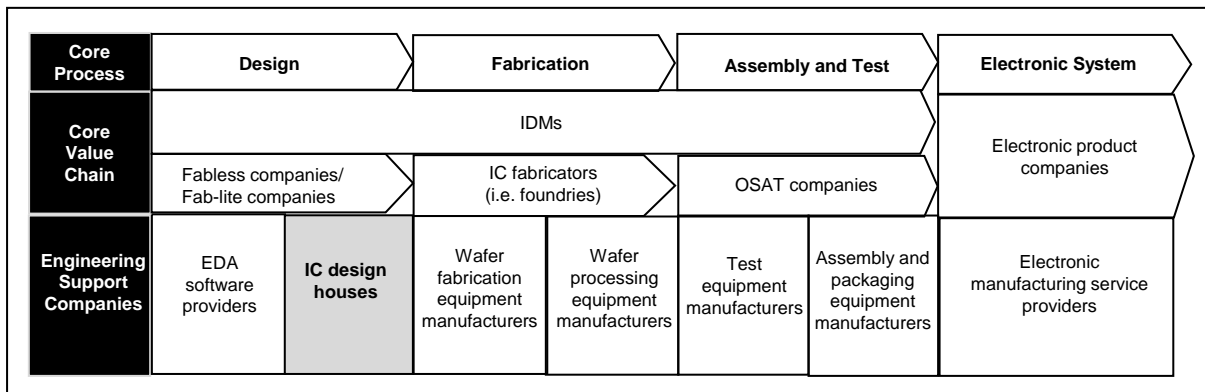 Core
Process
Design
Fabrication
Assembly and Test
Electronic System
Core
Value
Chain
IDMs
Electronic product
companies
Fabless companies/
Fab-lite companies
IC fabricators
(i.e. foundries)
OSAT companies
Engineering
Support
Companies
EDA
software
providers
IC design
houses
Wafer
fabrication
equipment
manufacturers
Wafer
processing
equipment
manufacturers
Test
equipment
manufacturers
Assembly and
packaging
equipment
manufacturers
Electronic
manufacturing service
providers